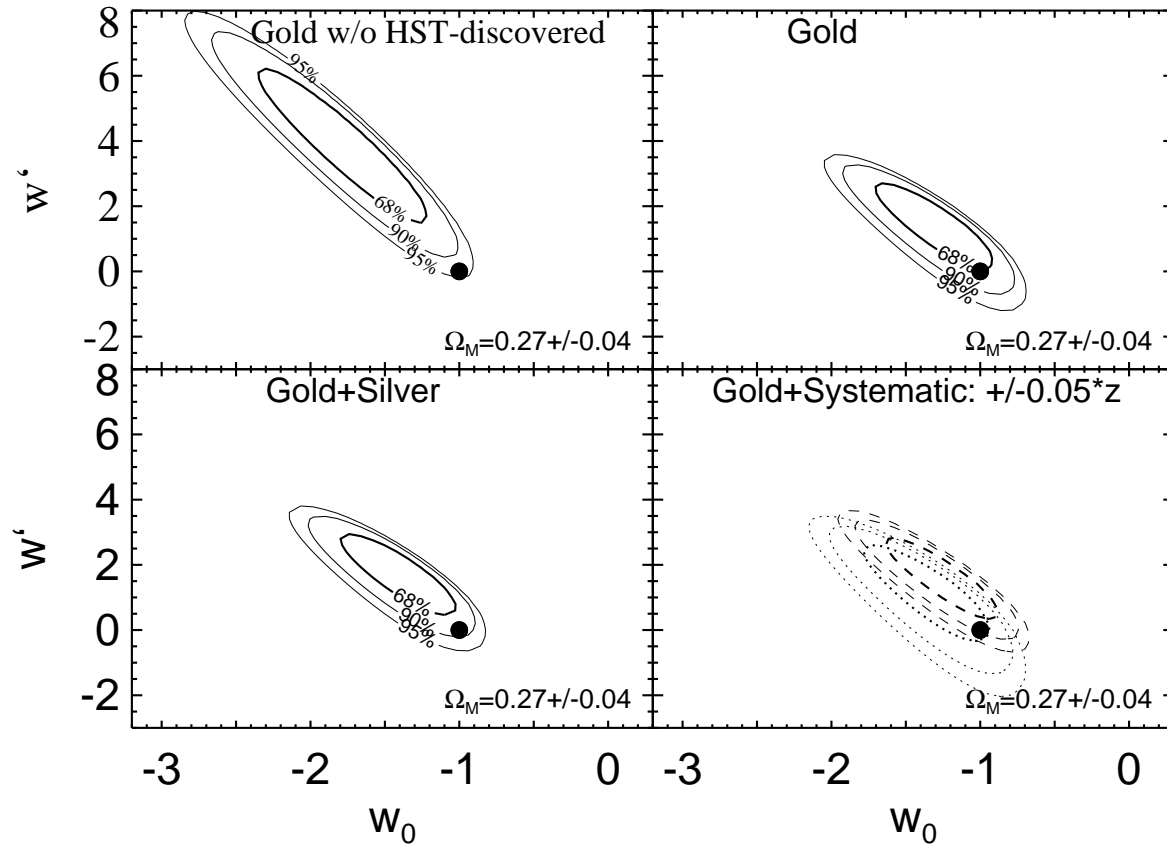 Gold w/o HST-discovered
Gold
8
6
4
2
0
-2
w‘
95%
68%
90%
95%
68%
90%
95%
Ω_M=0.27+/-0.04
Ω_M=0.27+/-0.04
Gold+Silver
Gold+Systematic: +/-0.05*z
8
6
4
2
0
-2
w‘
68%
90%
95%
Ω_M=0.27+/-0.04
Ω_M=0.27+/-0.04
-3 -2 -1 0
-3 -2 -1 0
w_0
w_0